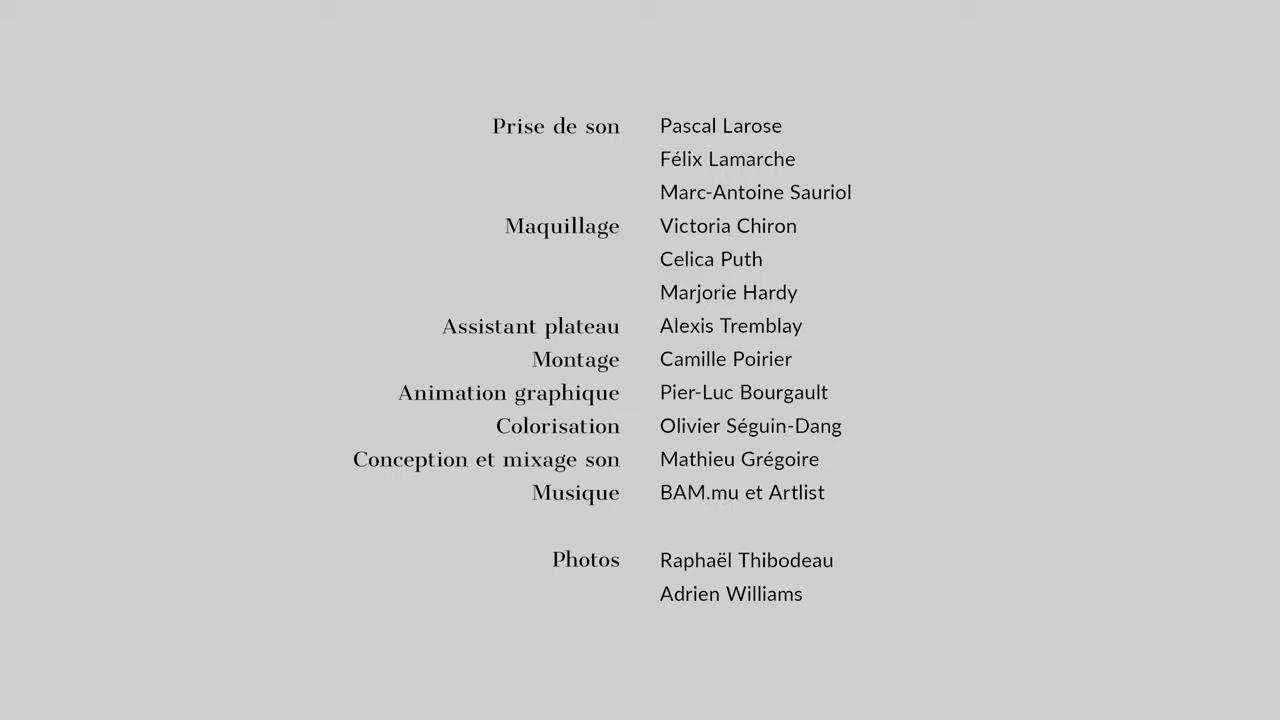 Prise de son Pascal Larose
Félix Lamarche
Marc-Antoine Sauriol
Maquillage Victoria Chiron
Celica Puth
Marjorie Hardy
Assistant plateau Alexis Tremblay
Montage Camille Poirier
Animation graphique Pier-Luc Bourgault
Colorisation Olivier Séguin-Dang
Conception et mixage son Mathieu Grégoire
Musique BAM.mu et Artlist
Photos Raphaël Thibodeau
Adrien Williams